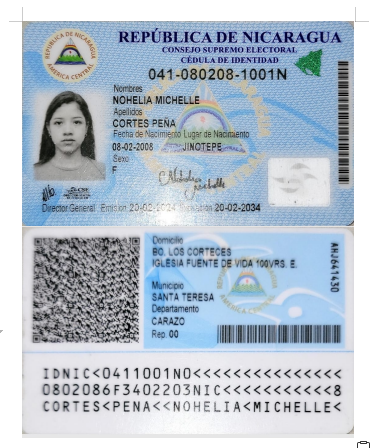 REPÚBLICA DE NICARAGUA
AMÉRICA CENTRAL
REPÚBLICA DE NICARAGUA
CONSEJO SUPREMO ELECTORAL
CÉDULA DE IDENTIDAD
041-080208-1001N
Nombres
NOHELIA MICHELLE
Apellidos
CORTES PEÑA
Fecha de Nacimiento Lugar de Nacimiento
08-02-2008 JINOTEPE
Sexo
F
Director General Emisión 20-02-2024 20-02-2034
Domicilio
BO. LOS CORTECES
IGLESIA FUENTE DE VIDA 100VRS. E.
Municipio
SANTA TERESA
Departamento
CARAZO
Rep. 00
IDNIC<0411001N0<<<<<<<<<<<<<<<
0802086F3402203NIC<<<<<<<<<<<8
CORTES<PENA<<NOHELIA<MICHELLE<